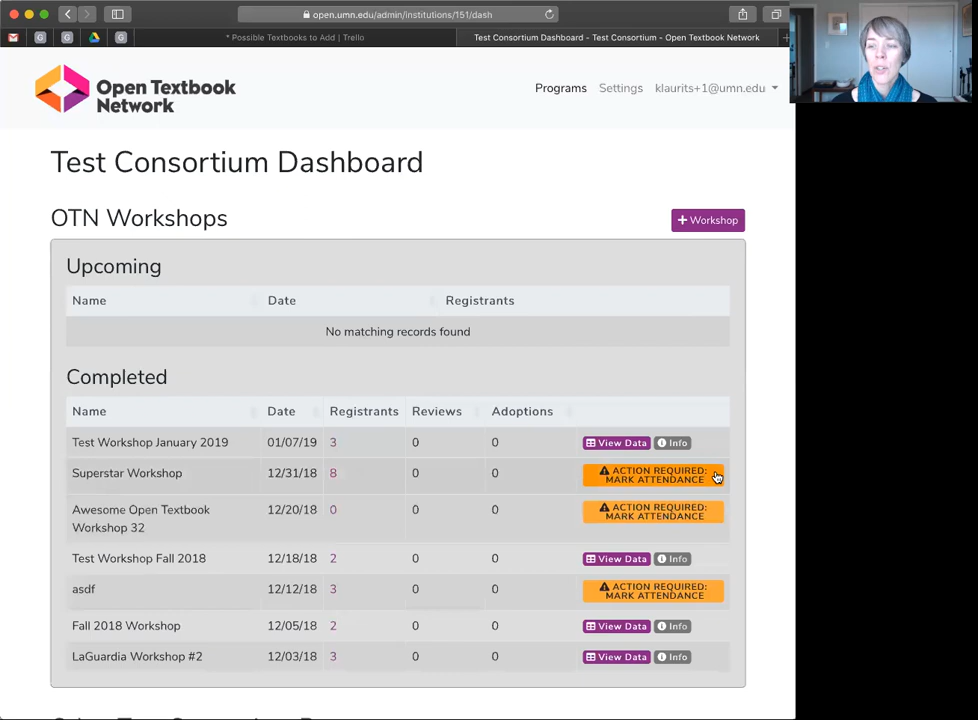 open.umn.edu/admin/institutions/151/dash
* Possible Textbooks to Add | Trello
Test Consortium Dashboard - Test Consortium - Open Textbook Network
Open Textbook
Network
Programs Settings klaurits+1@umn.edu
Test Consortium Dashboard
OTN Workshops
+ Workshop
Upcoming
Name Date Registrants
No matching records found
Completed
Name Date Registrants Reviews Adoptions
Test Workshop January 2019 01/07/19 3 0 0 View Data Info
Superstar Workshop 12/31/18 8 0 0 ACTION REQUIRED:
MARK ATTENDANCE
Awesome Open Textbook 12/20/18 0 0 0 ACTION REQUIRED:
Workshop 32 MARK ATTENDANCE
Test Workshop Fall 2018 12/18/18 2 0 0 View Data Info
asdf 12/12/18 3 0 0 ACTION REQUIRED:
MARK ATTENDANCE
Fall 2018 Workshop 12/05/18 2 0 0 View Data Info
LaGuardia Workshop #2 12/03/18 3 0 0 View Data Info